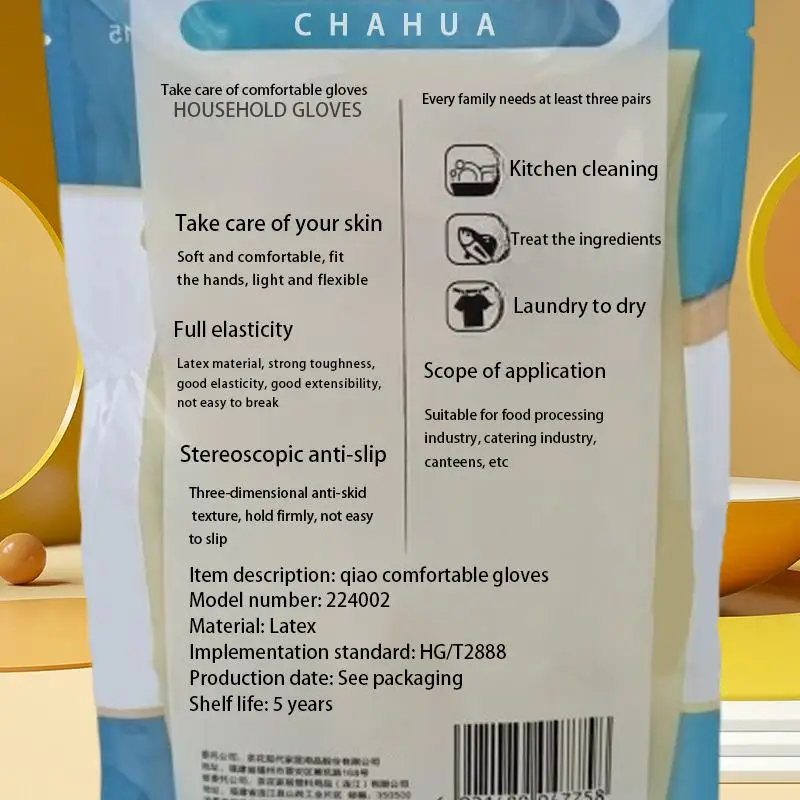 CHAHUA
Take care of comfortable gloves
HOUSEHOLD GLOVES
Take care of your skin
Soft and comfortable, fit
the hands, light and flexible
Full elasticity
Latex material, strong toughness,
good elasticity, good extensibility,
not easy to break
Stereoscopic anti-slip
Three-dimensional anti-skid
texture, hold firmly, not easy
to slip
Every family needs at least three pairs
Kitchen cleaning
Treat the ingredients
Laundry to dry
Scope of application
Suitable for food processing
industry, catering industry,
canteens, etc
Item description: qiao comfortable gloves
Model number: 224002
Material: Latex
Implementation standard: HG/T2888
Production date: See packaging
Shelf life: 5 years